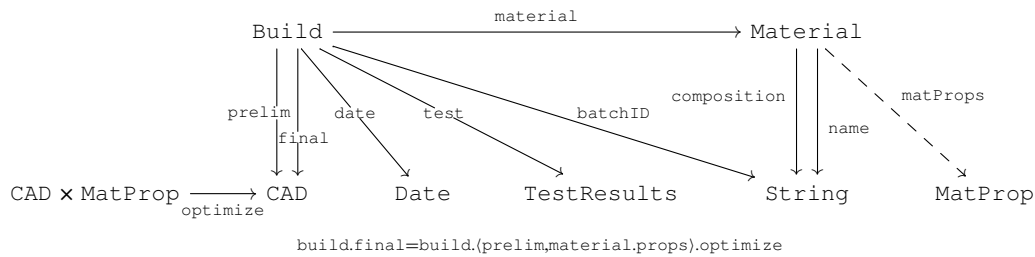 material
Build Material
prelim date test batchID composition matProps
final name
CAD × MatProp CAD Date TestResults String MatProp
optimize
build.final=build.⟨prelim,material.props⟩.optimize